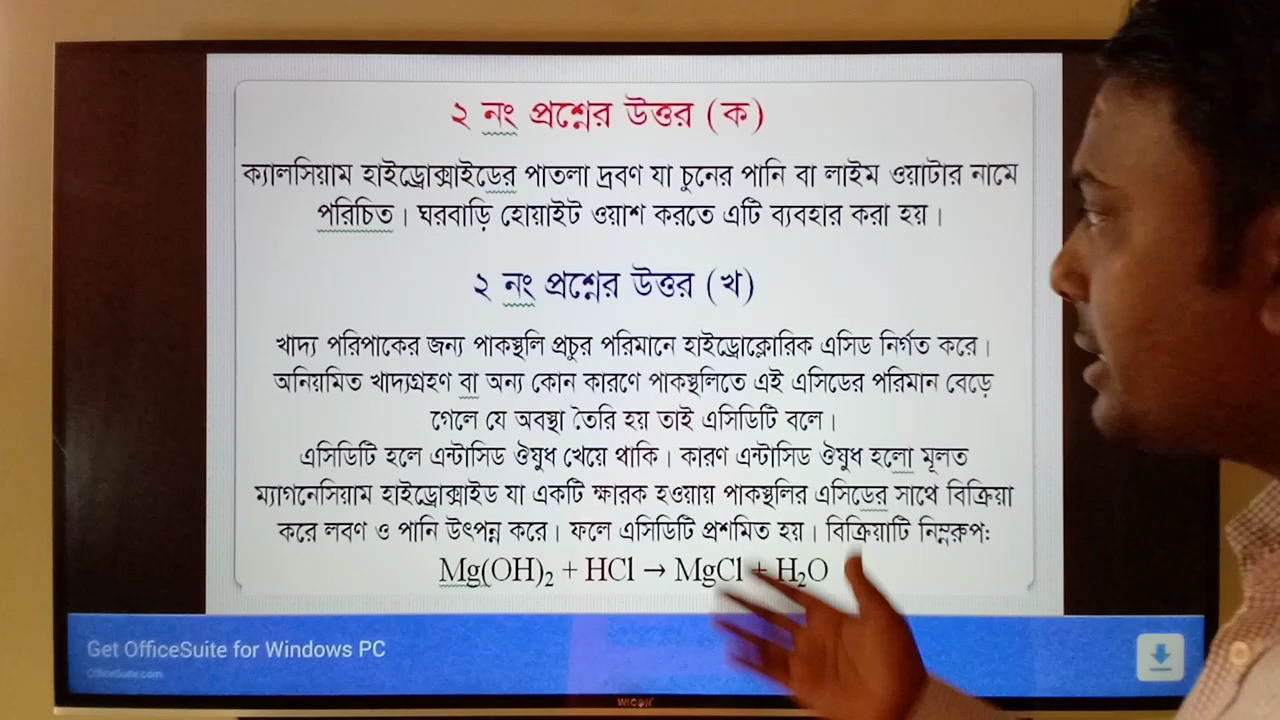 ২ নং প্রশ্নের উত্তর (ক)
ক্যালসিয়াম হাইড্রোক্সাইডের পাতলা দ্রবণ যা চুনের পানি বা লাইম ওয়াটার নামে
পরিচিত। ঘরবাড়ি হোয়াইট ওয়াশ করতে এটি ব্যবহার করা হয়।
২ নং প্রশ্নের উত্তর (খ)
খাদ্য পরিপাকের জন্য পাকস্থলি প্রচুর পরিমানে হাইড্রোক্লোরিক এসিড নির্গত করে।
অনিয়মিত খাদ্যগ্রহণ বা অন্য কোন কারণে পাকস্থলিতে এই এসিডের পরিমান বেড়ে
গেলে যে অবস্থা তৈরি হয় তাই এসিডিটি বলে।
এসিডিটি হলে এন্টাসিড ঔষুধ খেয়ে থাকি। কারণ এন্টাসিড ঔষুধ হলো মূলত
ম্যাগনেসিয়াম হাইড্রোক্সাইড যা একটি ক্ষারক হওয়ায় পাকস্থলির এসিডের সাথে বিক্রিয়া
করে লবণ ও পানি উৎপন্ন করে। ফলে এসিডিটি প্রশমিত হয়। বিক্রিয়াটি নিম্নরুপ:
Mg(OH)₂ + HCl → MgCl + H₂O
Get OfficeSuite for Windows PC
OfficeSuite.com
WICON